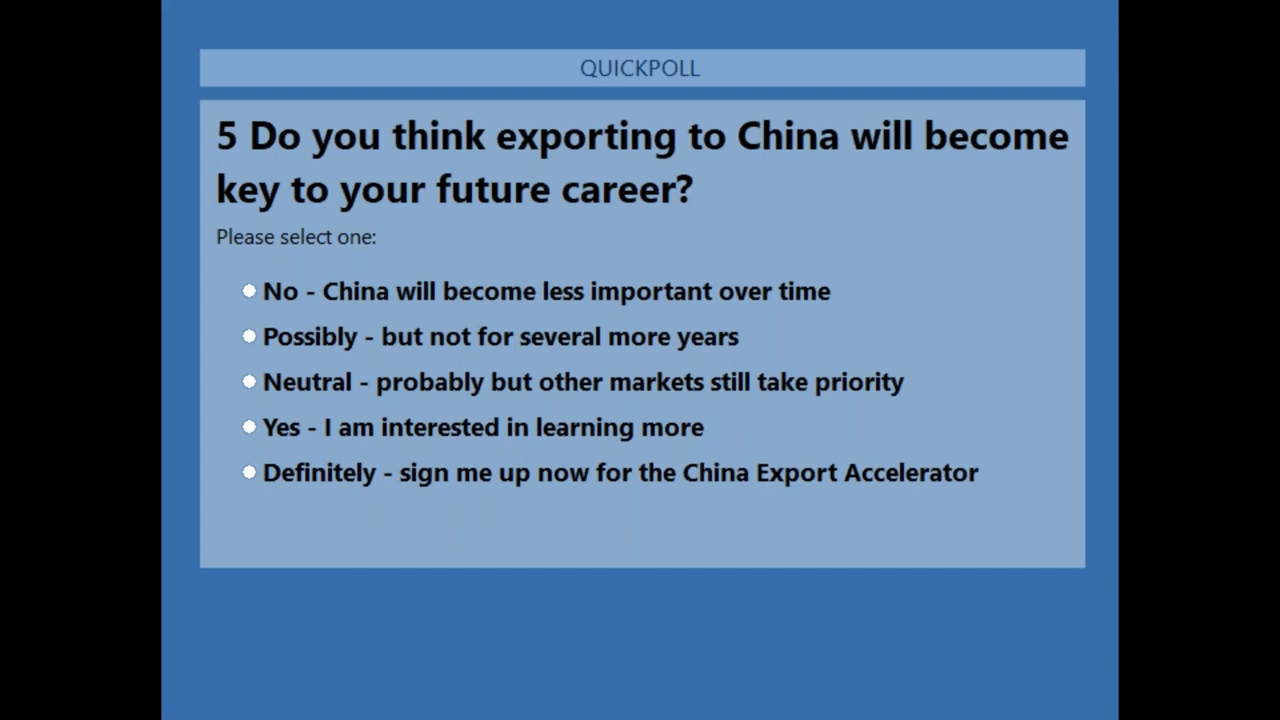 QUICKPOLL
5 Do you think exporting to China will become
key to your future career?
Please select one:
No - China will become less important over time
Possibly - but not for several more years
Neutral - probably but other markets still take priority
Yes - I am interested in learning more
Definitely - sign me up now for the China Export Accelerator